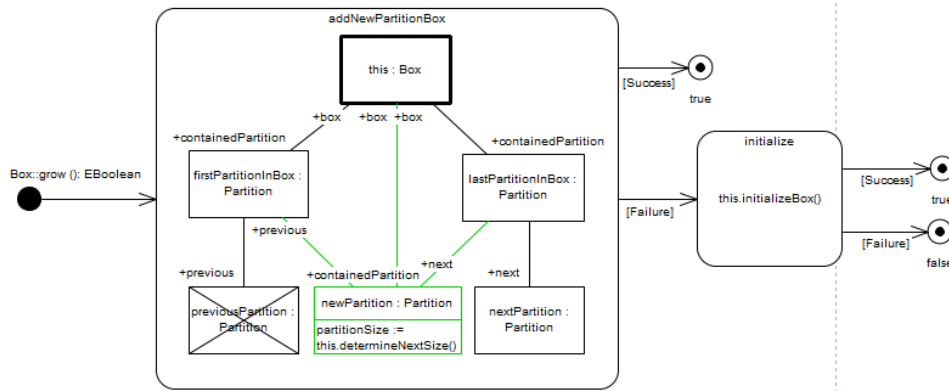 addNewPartitionBox
this : Box
[Success]
true
+box
+box
+box
+containedPartition
+containedPartition
initialize
Box::grow (): EBoolean
firstPartitionInBox :
Partition
lastPartitionInBox :
Partition
[Success]
true
this.initializeBox()
[Failure]
+previous
[Failure]
false
+previous
+containedPartition
+next
+next
previousPartition :
Partition
newPartition : Partition
partitionSize :=
this.determineNextSize()
nextPartition :
Partition